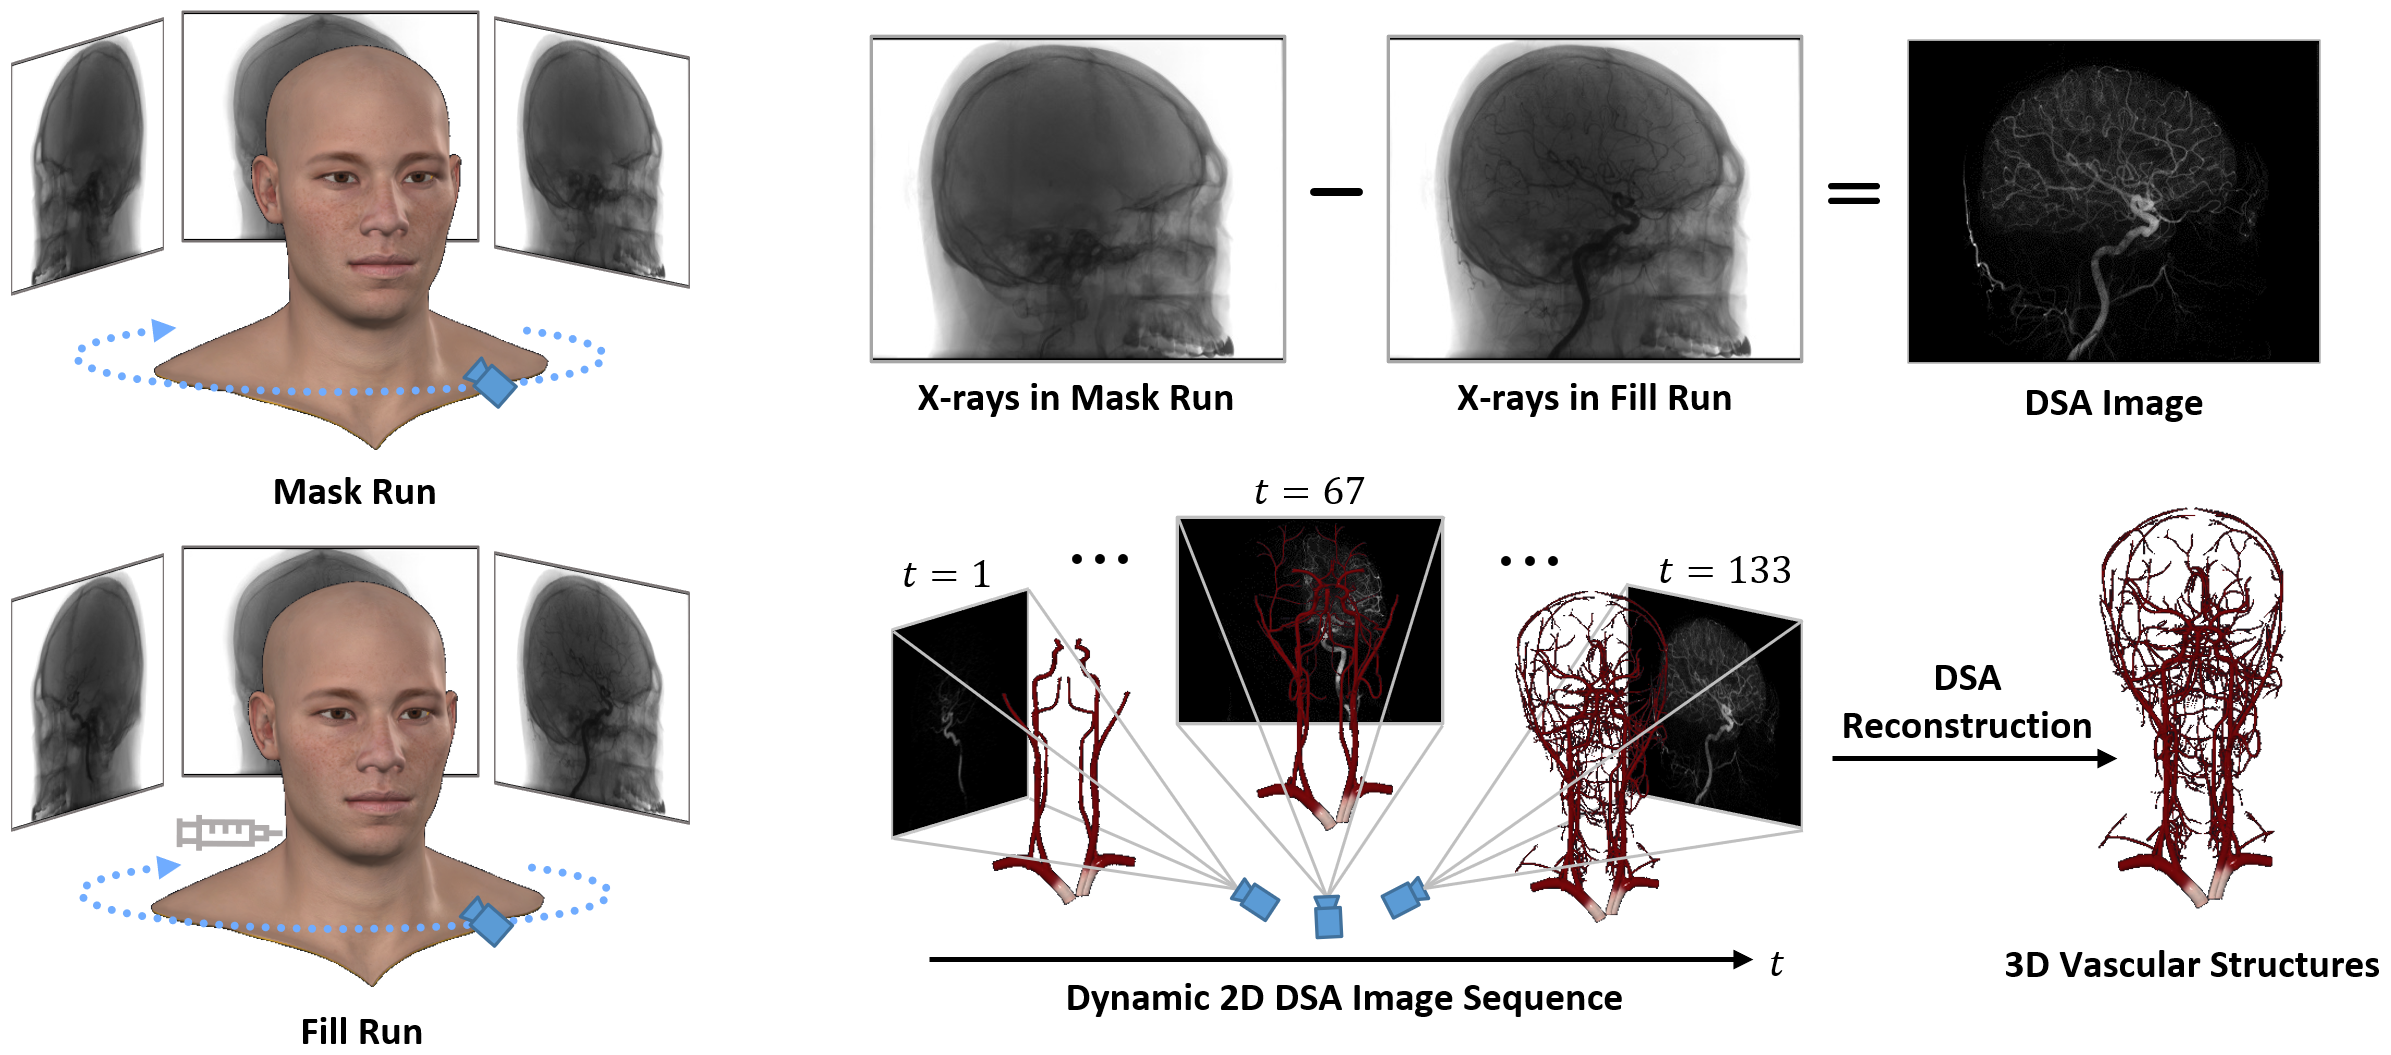 Mask Run
Fill Run
X-rays in Mask Run
X-rays in Fill Run
DSA Image
t = 1
t = 67
t = 133
t
Dynamic 2D DSA Image Sequence
DSA
Reconstruction
3D Vascular Structures